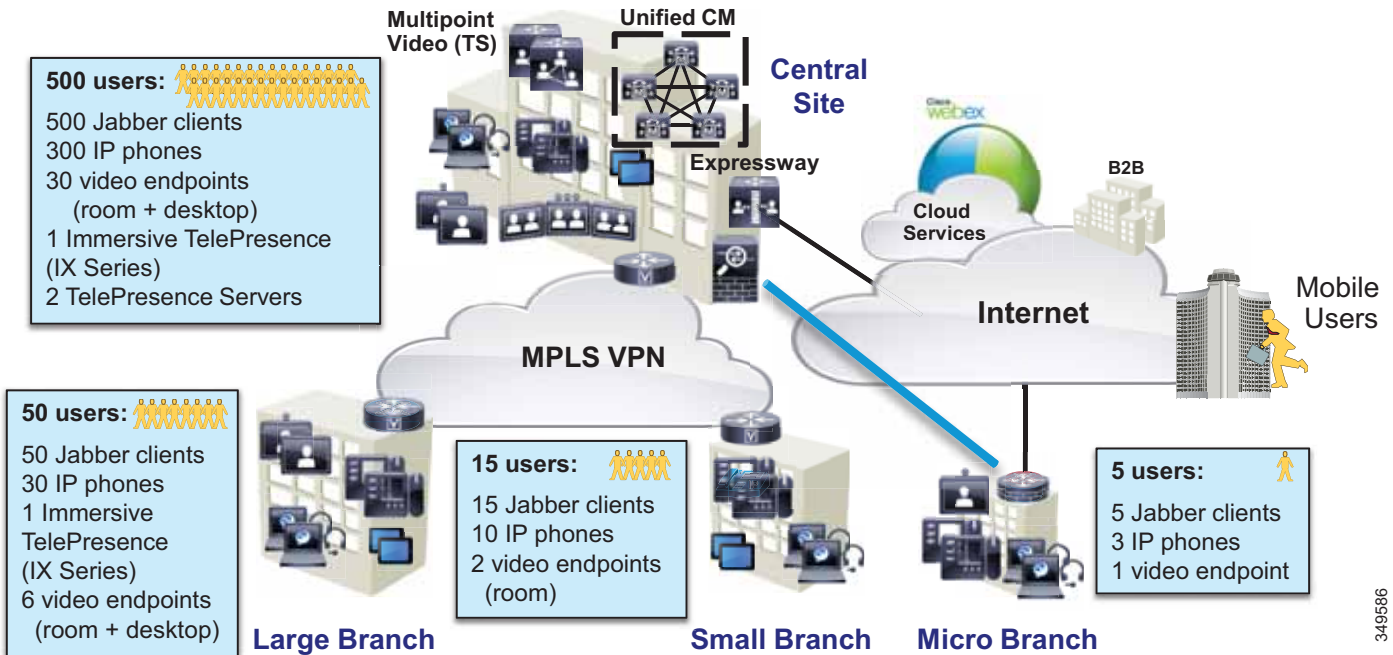 Multipoint
Video (TS)
Unified CM
Central
Site
500 users:
500 Jabber clients
300 IP phones
30 video endpoints
(room + desktop)
1 Immersive TelePresence
(IX Series)
2 TelePresence Servers
Expressway
Cisco
webex
Cloud
Services
B2B
Internet
Mobile
Users
MPLS VPN
50 users:
50 Jabber clients
30 IP phones
1 Immersive
TelePresence
(IX Series)
6 video endpoints
(room + desktop)
Large Branch
15 users:
15 Jabber clients
10 IP phones
2 video endpoints
(room)
Small Branch
Micro Branch
5 users:
5 Jabber clients
3 IP phones
1 video endpoint
349586